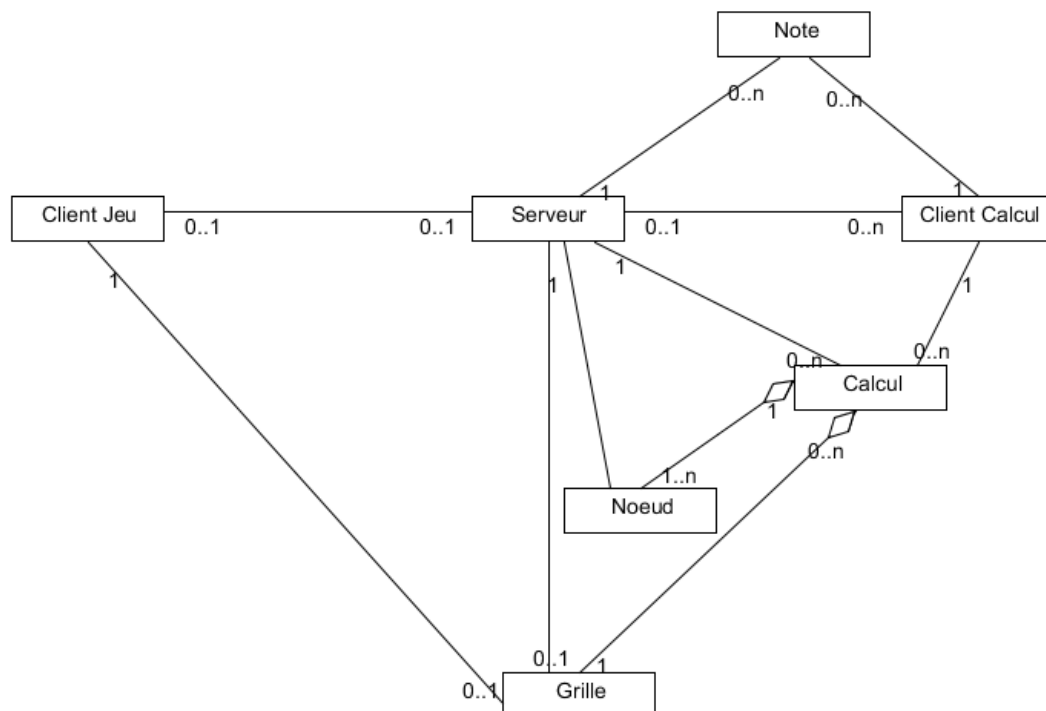 Note
0..n
0..n
1
1
Client Jeu
Serveur
Client Calcul
0..1
0..1
0..1
0..n
1
1
1
1
0..n
0..n
Calcul
1
0..n
1..n
Noeud
0..1
1
0..1
Grille